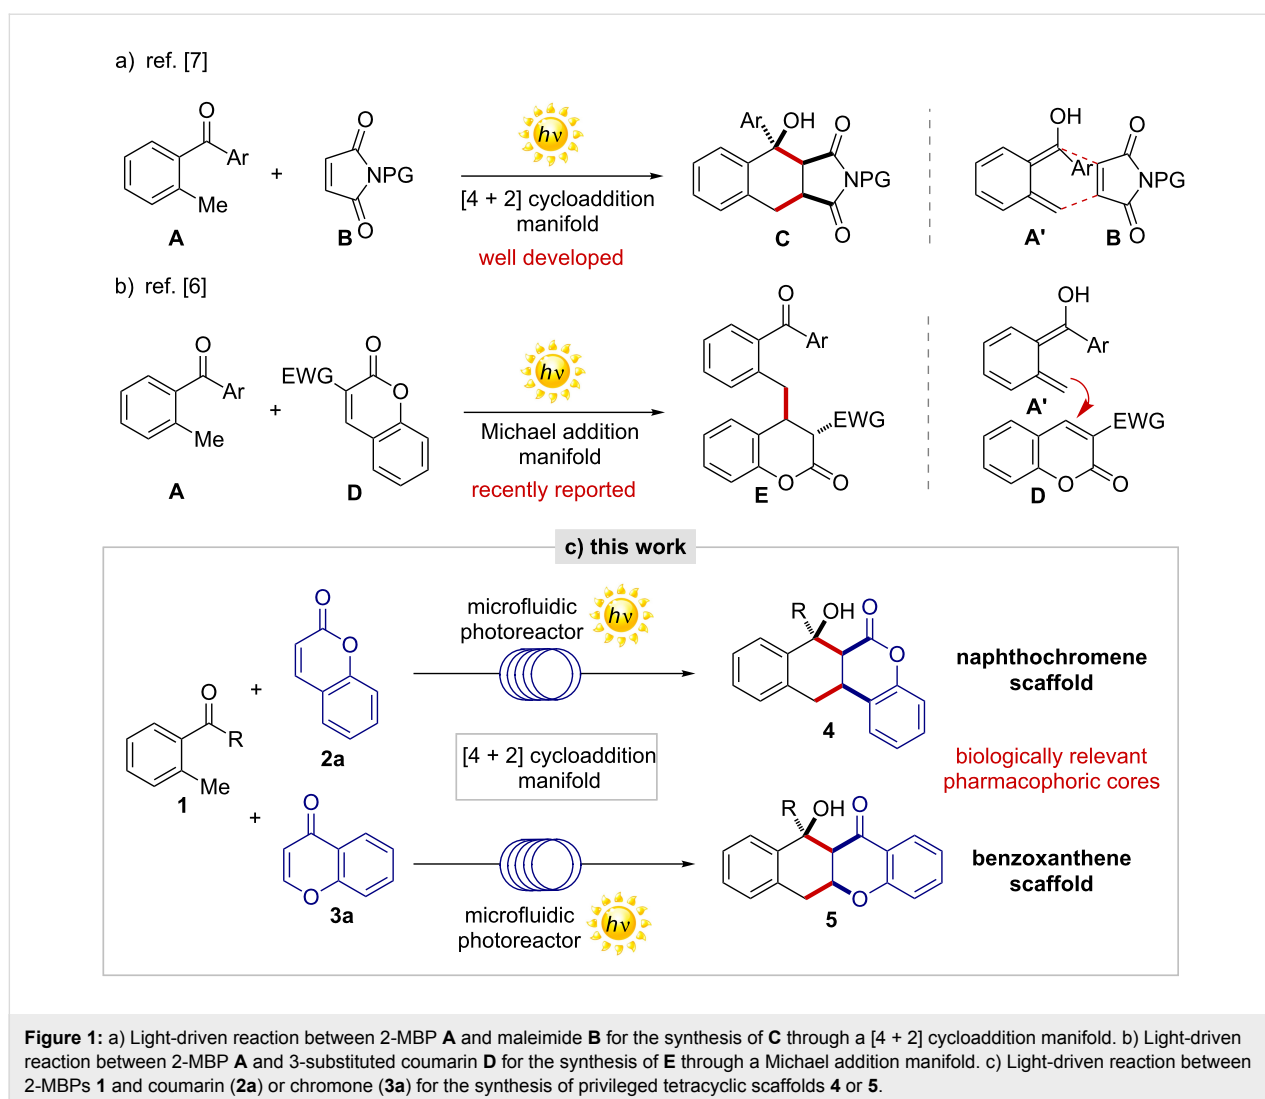 a) ref. [7]
O
Ar
Me
A
+
O
NPG
O
B
hν
[4 + 2] cycloaddition
manifold
well developed
Ar
OH
O
NPG
O
C
OH
Ar
O
NPG
O
A'
B
b) ref. [6]
O
Ar
Me
A
+
EWG
O
O
D
hν
Michael addition
manifold
recently reported
O
Ar
EWG
O
O
E
OH
Ar
A'
EWG
O
O
D
c) this work
O
R
Me
1
+
O
O
2a
microfluidic
photoreactor
hν
R
OH
O
O
4
naphthochromene
scaffold
[4 + 2] cycloaddition
manifold
biologically relevant
pharmacophoric cores
+
O
O
3a
microfluidic
photoreactor
hν
R
OH
O
O
5
benzoxanthene
scaffold
Figure 1: a) Light-driven reaction between 2-MBP A and maleimide B for the synthesis of C through a [4 + 2] cycloaddition manifold. b) Light-driven
reaction between 2-MBP A and 3-substituted coumarin D for the synthesis of E through a Michael addition manifold. c) Light-driven reaction between
2-MBPs 1 and coumarin (2a) or chromone (3a) for the synthesis of privileged tetracyclic scaffolds 4 or 5.